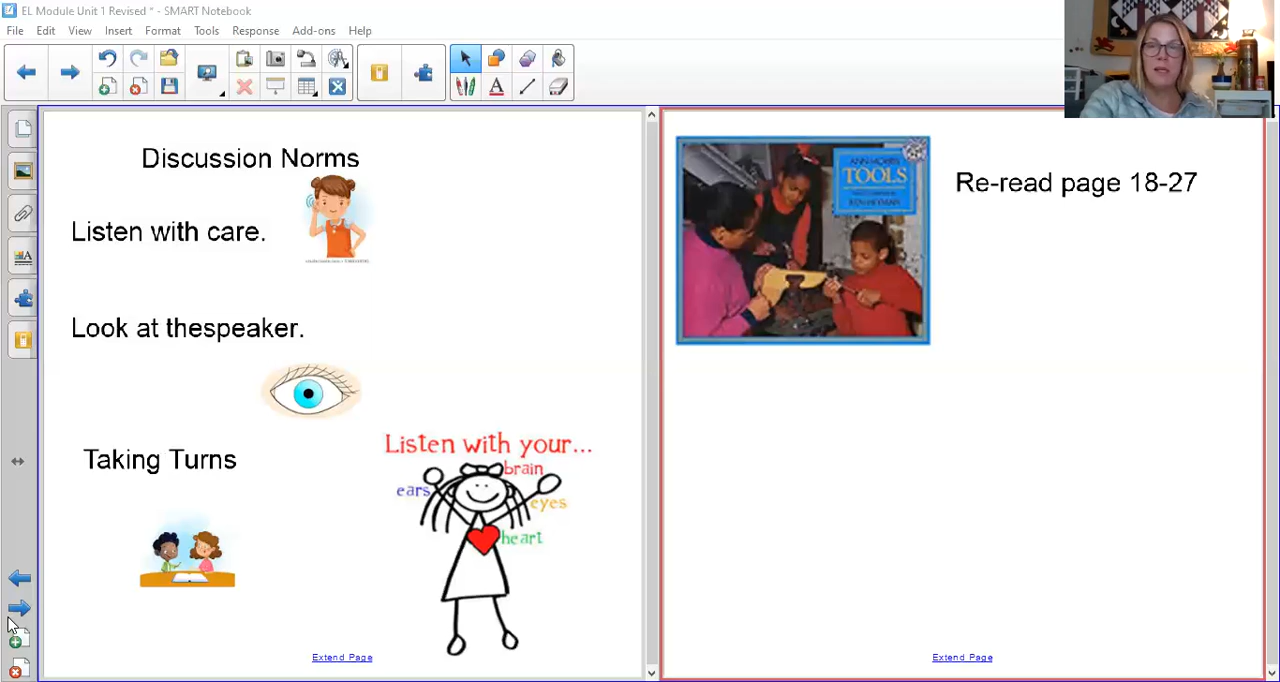 EL Module Unit 1 Revised * - SMART Notebook
File Edit View Insert Format Tools Response Add-ons Help
Discussion Norms
Listen with care.
Look at thespeaker.
Taking Turns
Listen with your...
brain
ears
eyes
heart
Extend Page
ANN MORRIS
TOOLS
KEN HEYMAN
Re-read page 18-27
Extend Page